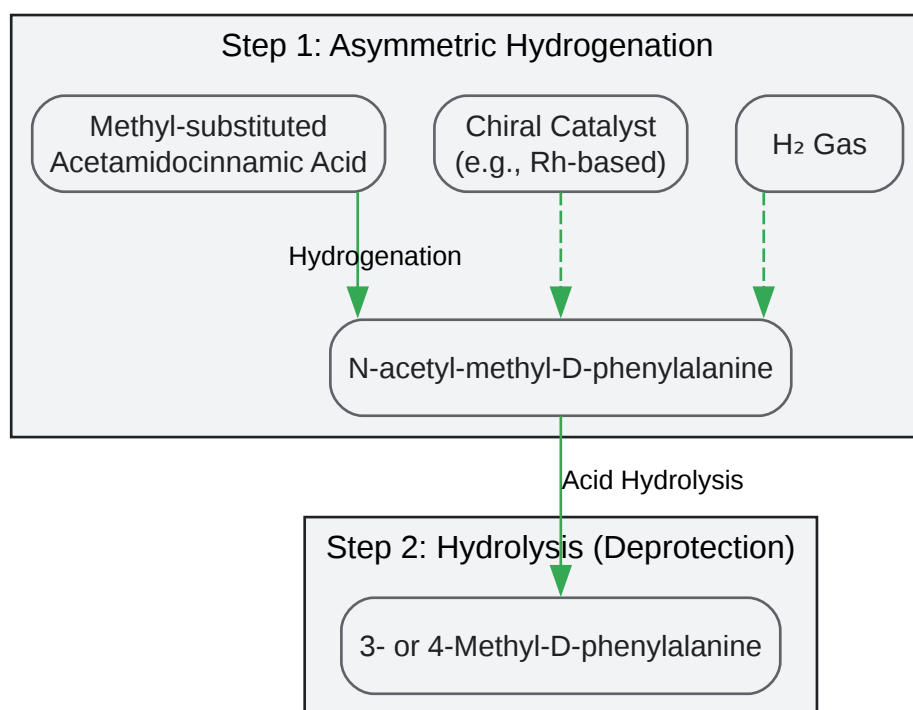 Step 1: Asymmetric Hydrogenation
Methyl-substituted
Acetamidocinnamic Acid
Chiral Catalyst
(e.g., Rh-based)
H₂ Gas
Hydrogenation
N-acetyl-methyl-D-phenylalanine
Acid Hydrolysis
Step 2: Hydrolysis (Deprotection)
3- or 4-Methyl-D-phenylalanine